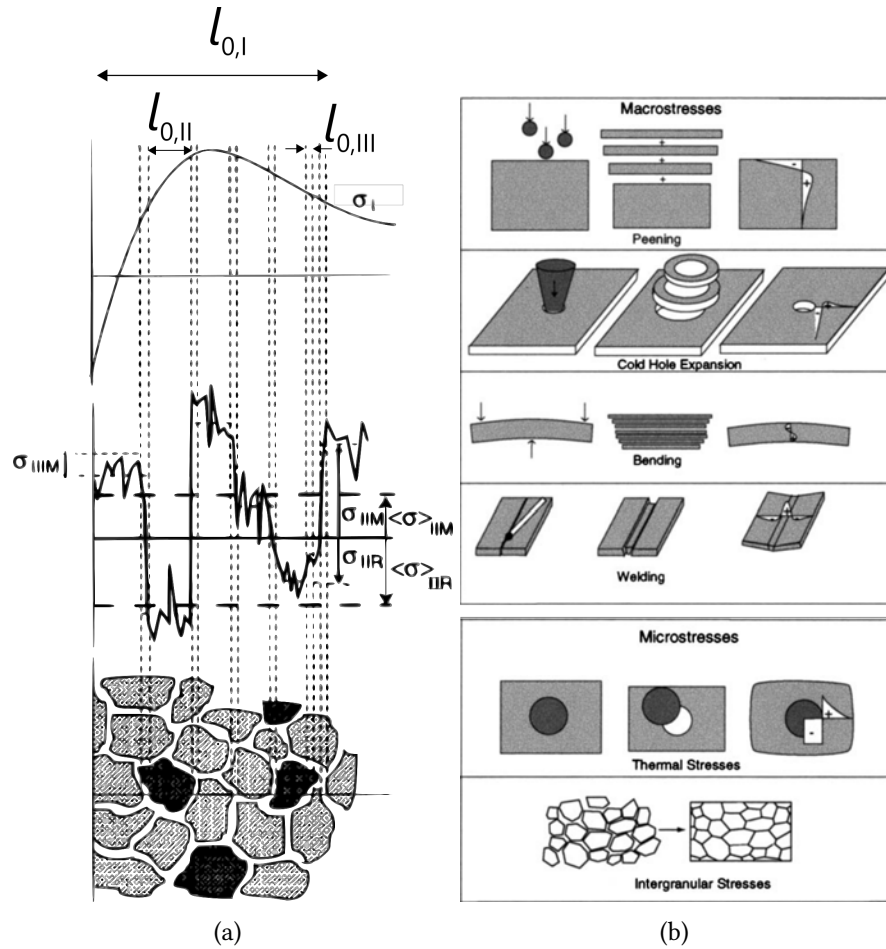 l0,I
l0,II
l0,III
σI
σIIIM
σIIM <σ>IIM
σIIR <σ>IIR
(a)
Macrostresses
+
+
+
-
+
Peening
+
-
Cold Hole Expansion
Bending
+
Welding
Microstresses
+
-
Thermal Stresses
Intergranular Stresses
(b)